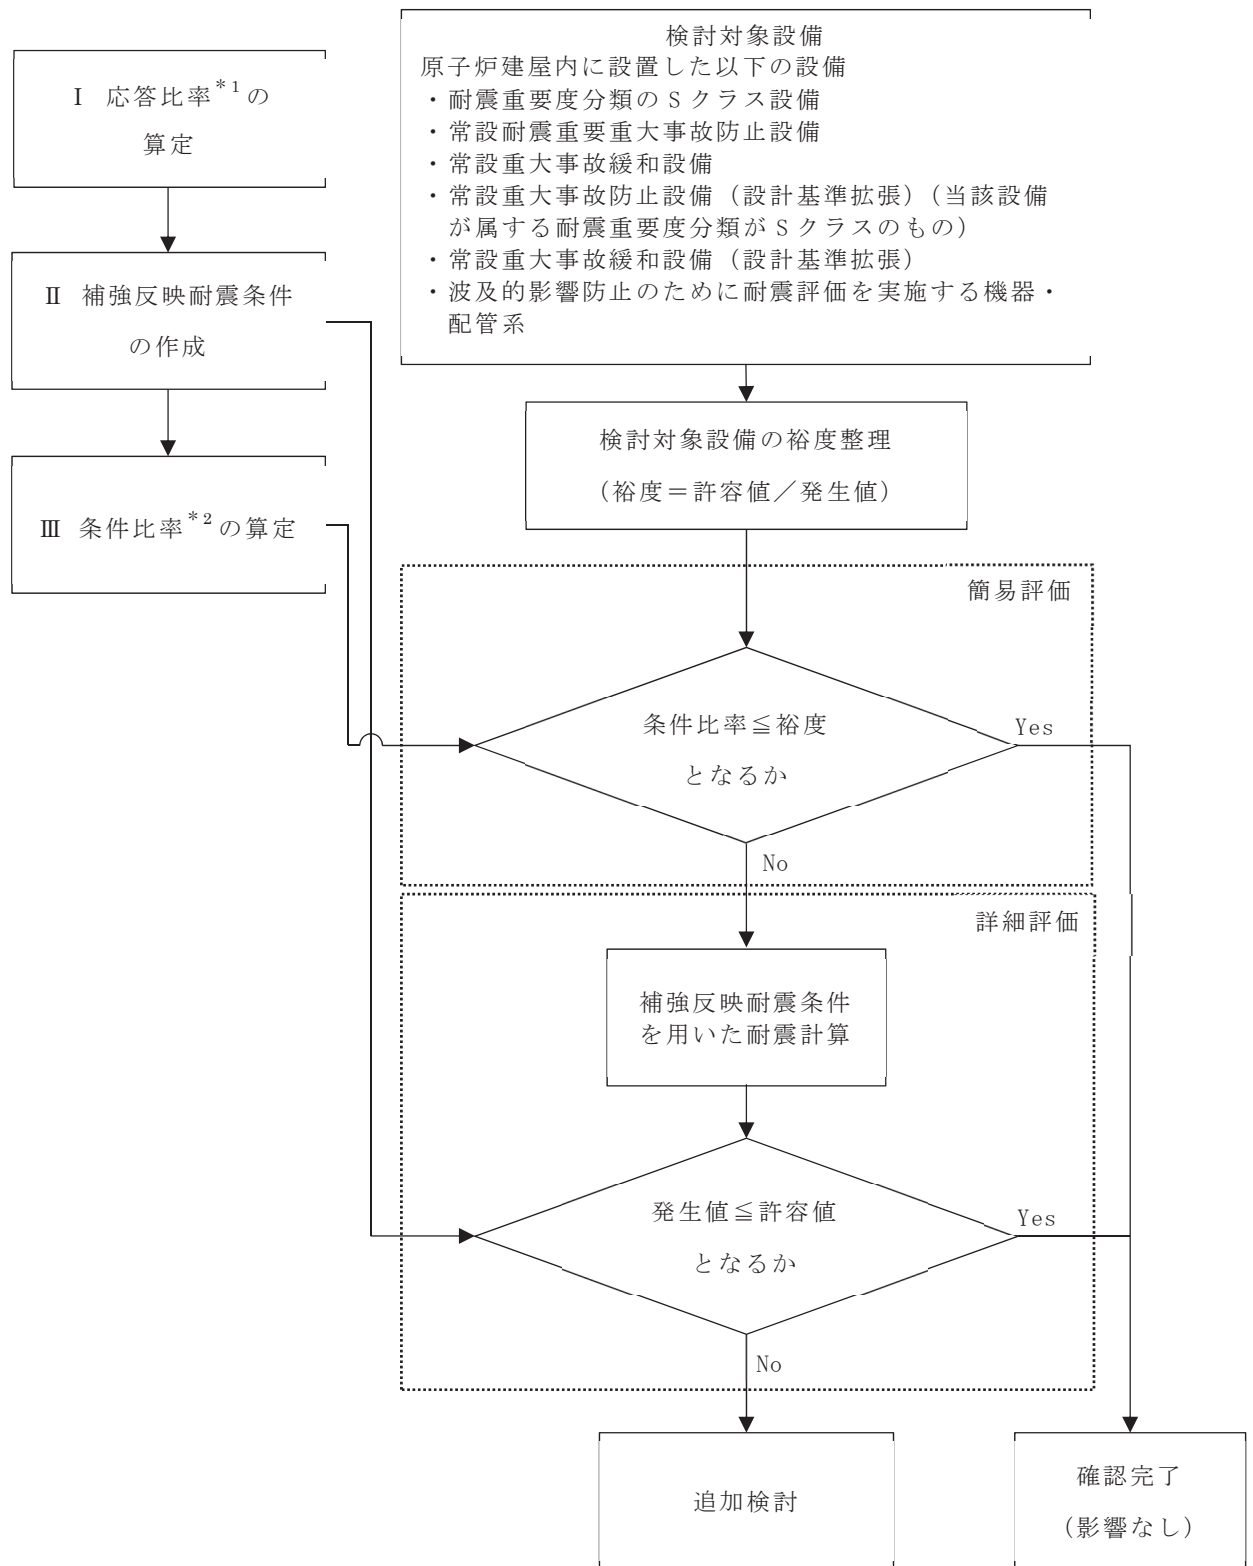 Ⅰ 応答比率*1の
算定
Ⅱ 補強反映耐震条件
の作成
Ⅲ 条件比率*2の算定
検討対象設備
原子炉建屋内に設置した以下の設備
・耐震重要度分類のSクラス設備
・常設耐震重要重大事故防止設備
・常設重大事故緩和設備
・常設重大事故防止設備（設計基準拡張）（当該設備
が属する耐震重要度分類がSクラスのもの）
・常設重大事故緩和設備（設計基準拡張）
・波及的影響防止のために耐震評価を実施する機器・
配管系
検討対象設備の裕度整理
（裕度＝許容値／発生値）
簡易評価
条件比率≦裕度
となるか
Yes
No
詳細評価
補強反映耐震条件
を用いた耐震計算
発生値≦許容値
となるか
Yes
No
追加検討
確認完了
（影響なし）